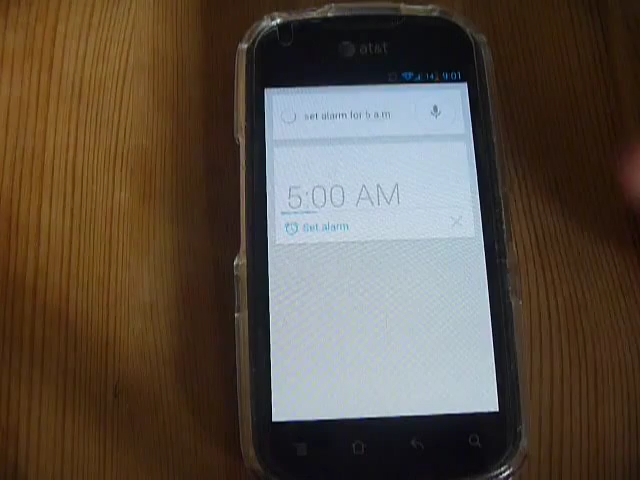 at&t
9:01
set alarm for 5 a.m.
5:00 AM
Set alarm